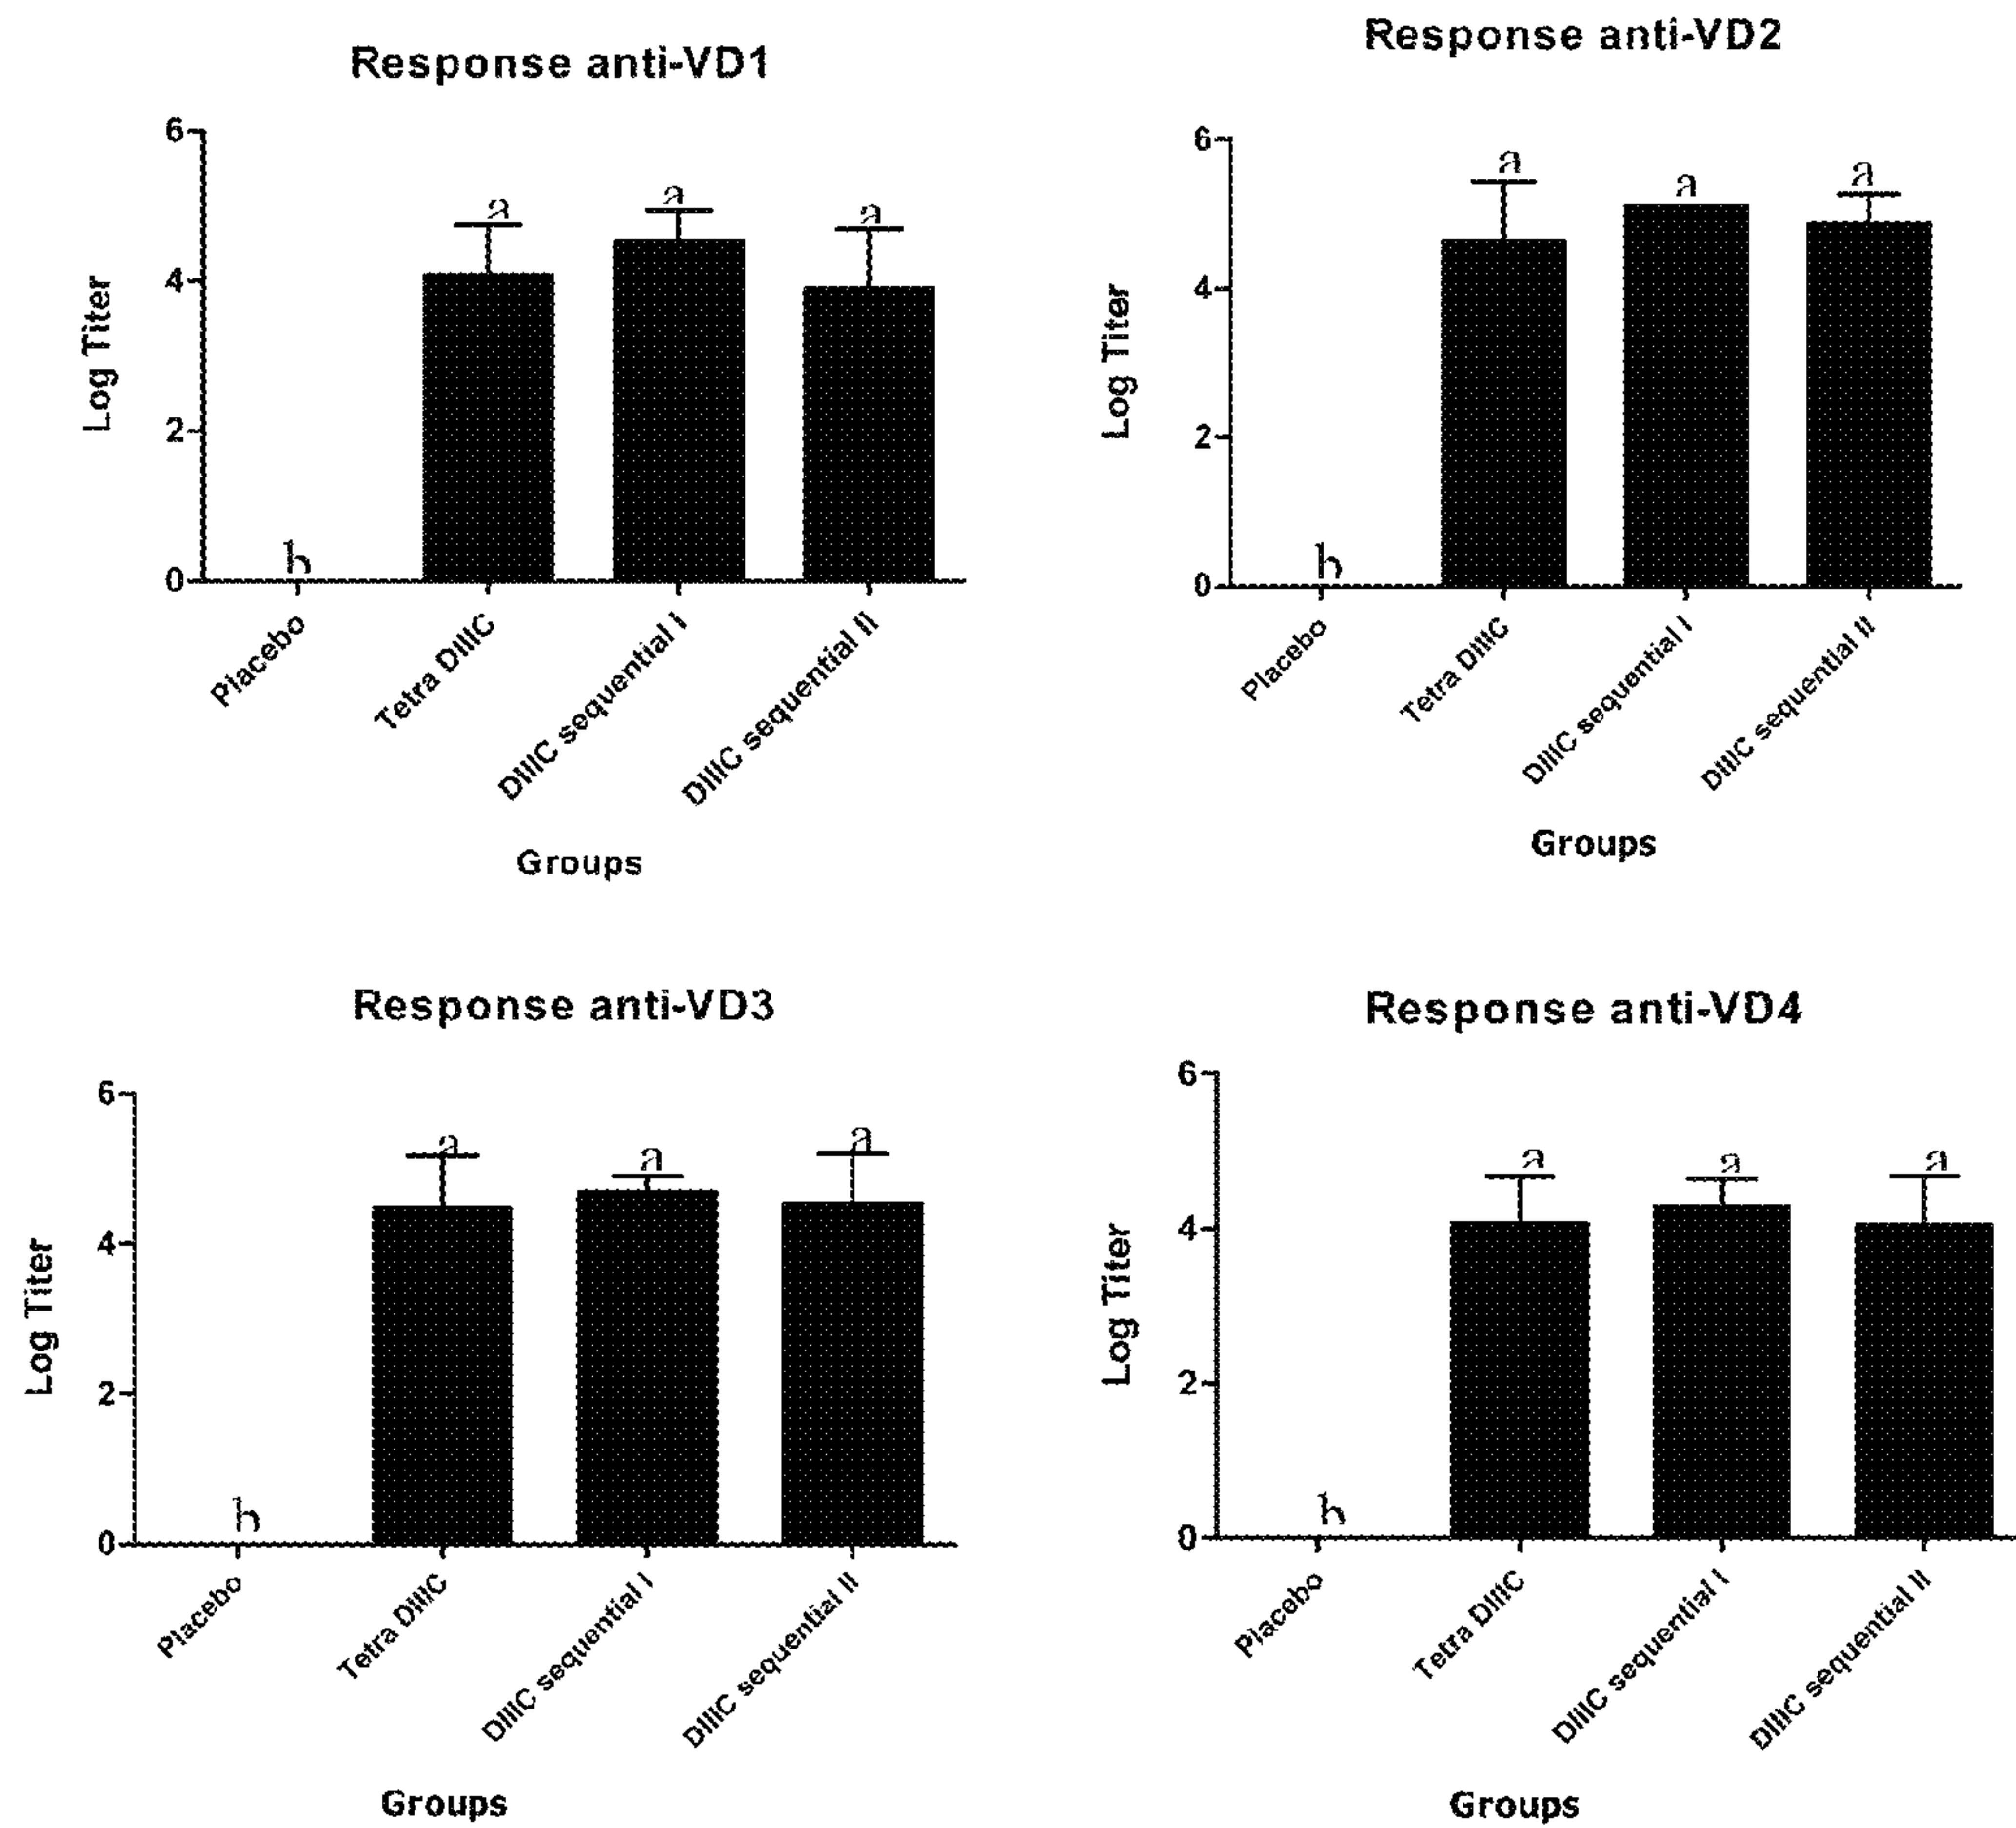 Response anti-VD1
6
4
2
0
Log Titer
a
a
a
b
Placebo
Tetra DIIIC
DIIIC sequential I
DIIIC sequential II
Groups
Response anti-VD2
6
4
2
0
Log Titer
a
a
a
b
Placebo
Tetra DIIIC
DIIIC sequential I
DIIIC sequential II
Groups
Response anti-VD3
6
4
2
0
Log Titer
a
a
a
b
Placebo
Tetra DIIIC
DIIIC sequential I
DIIIC sequential II
Groups
Response anti-VD4
6
4
2
0
Log Titer
a
a
a
b
Placebo
Tetra DIIIC
DIIIC sequential I
DIIIC sequential II
Groups